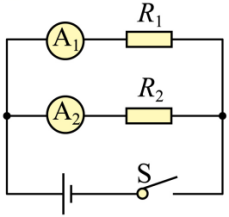 A₁ R₁
A₂ R₂
S